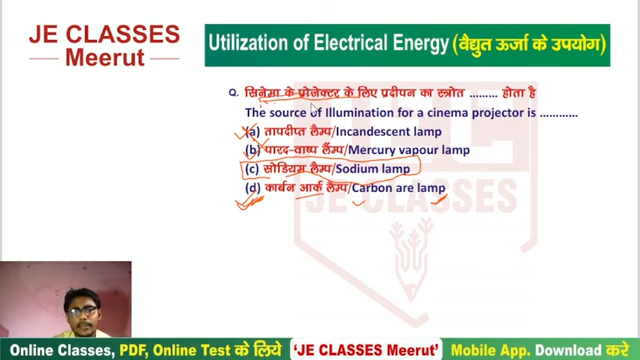 JE CLASSES
Meerut
Utilization of Electrical Energy (वैद्युत ऊर्जा के उपयोग)
Q. सिनेमा के प्रोजेक्टर के लिए प्रदीपन का स्त्रोत ......... होता है
The source of Illumination for a cinema projector is ............
(a) तापदीप्त लैम्प/Incandescent lamp
(b) पारद-वाष्प लैंम्प/Mercury vapour lamp
(c) सोडियम लैम्प/Sodium lamp
(d) कार्बन आर्क लैम्प/Carbon are lamp
JE CLASSES
Online Classes, PDF, Online Test के लिये 'JE CLASSES Meerut' Mobile App. Download करे